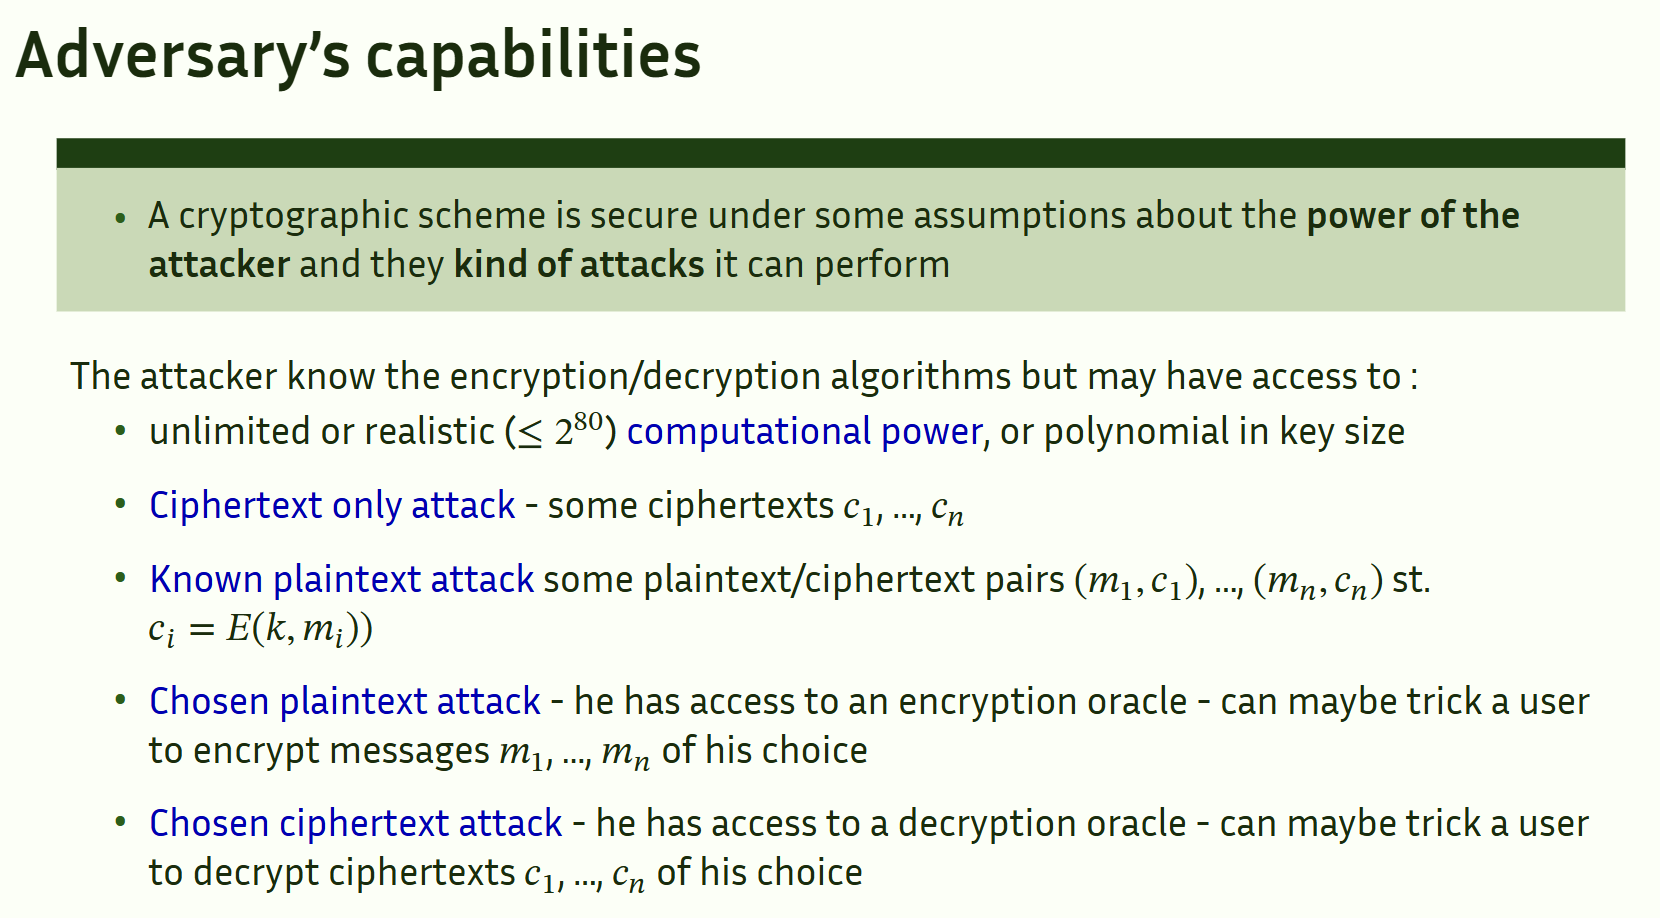 Adversary’s capabilities
• A cryptographic scheme is secure under some assumptions about the power of the
attacker and they kind of attacks it can perform
The attacker know the encryption/decryption algorithms but may have access to :
• unlimited or realistic (≤ 2^80) computational power, or polynomial in key size
• Ciphertext only attack - some ciphertexts c_1, ..., c_n
• Known plaintext attack some plaintext/ciphertext pairs (m_1, c_1), ..., (m_n, c_n) st.
c_i = E(k, m_i))
• Chosen plaintext attack - he has access to an encryption oracle - can maybe trick a user
to encrypt messages m_1, ..., m_n of his choice
• Chosen ciphertext attack - he has access to a decryption oracle - can maybe trick a user
to decrypt ciphertexts c_1, ..., c_n of his choice